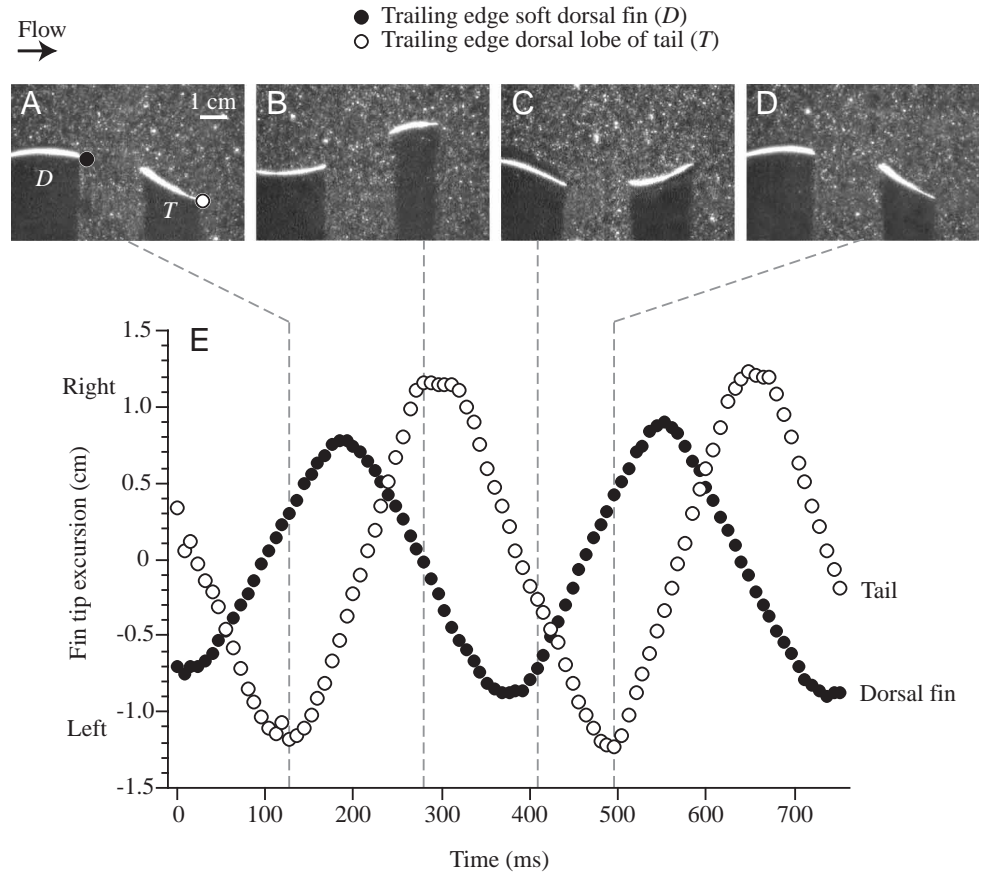 Flow
Trailing edge soft dorsal fin (D)
Trailing edge dorsal lobe of tail (T)
A
1 cm
D
T
B
C
D
E
1.5
1.0
0.5
0
-0.5
-1.0
-1.5
Right
Left
Fin tip excursion (cm)
Tail
Dorsal fin
0 100 200 300 400 500 600 700
Time (ms)